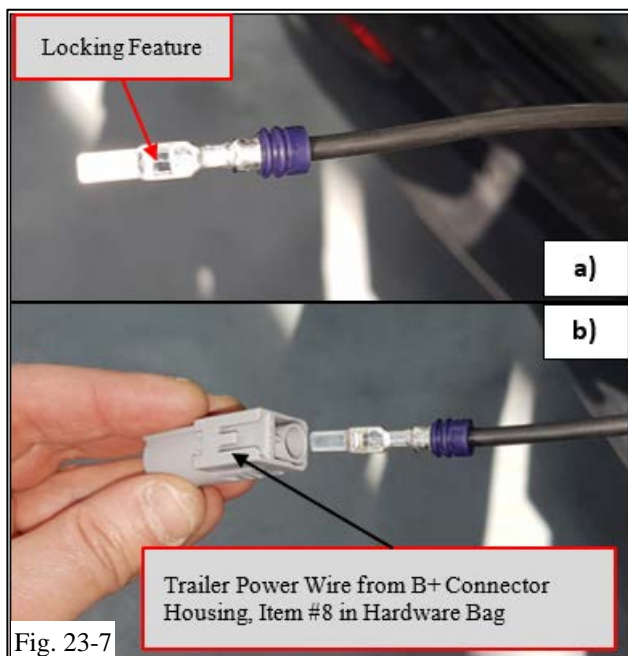 Locking Feature
a)
b)
Trailer Power Wire from B+ Connector
Housing, Item #8 in Hardware Bag
Fig. 23-7